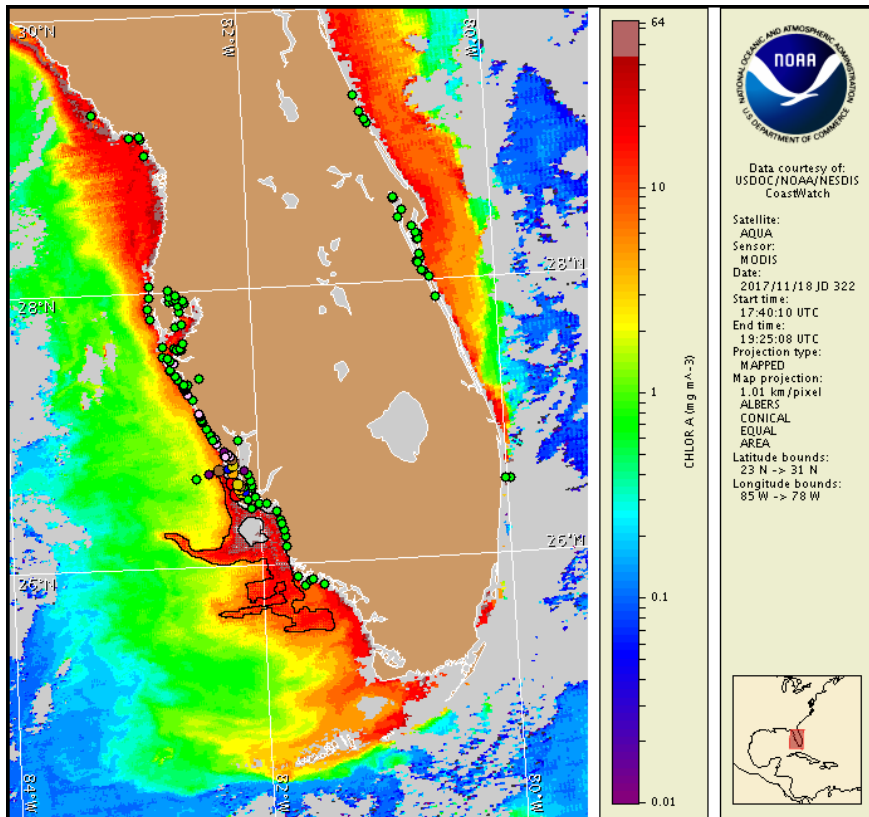 30°N
82°W
80°W
28°N
28°N
26°N
26°N
84°W
82°W
80°W
64
10
1
0.1
0.01
CHLOR A (mg m^-3)
NATIONAL OCEANIC AND ATMOSPHERIC ADMINISTRATION
NOAA
U.S. DEPARTMENT OF COMMERCE
Data courtesy of:
USDOC/NOAA/NESDIS
CoastWatch
Satellite:
AQUA
Sensor:
MODIS
Date:
2017/11/18 JD 322
Start time:
17:40:10 UTC
End time:
19:25:08 UTC
Projection type:
MAPPED
Map projection:
1.01 km/pixel
ALBERS
CONICAL
EQUAL
AREA
Latitude bounds:
23 N -> 31 N
Longitude bounds:
85 W -> 78 W